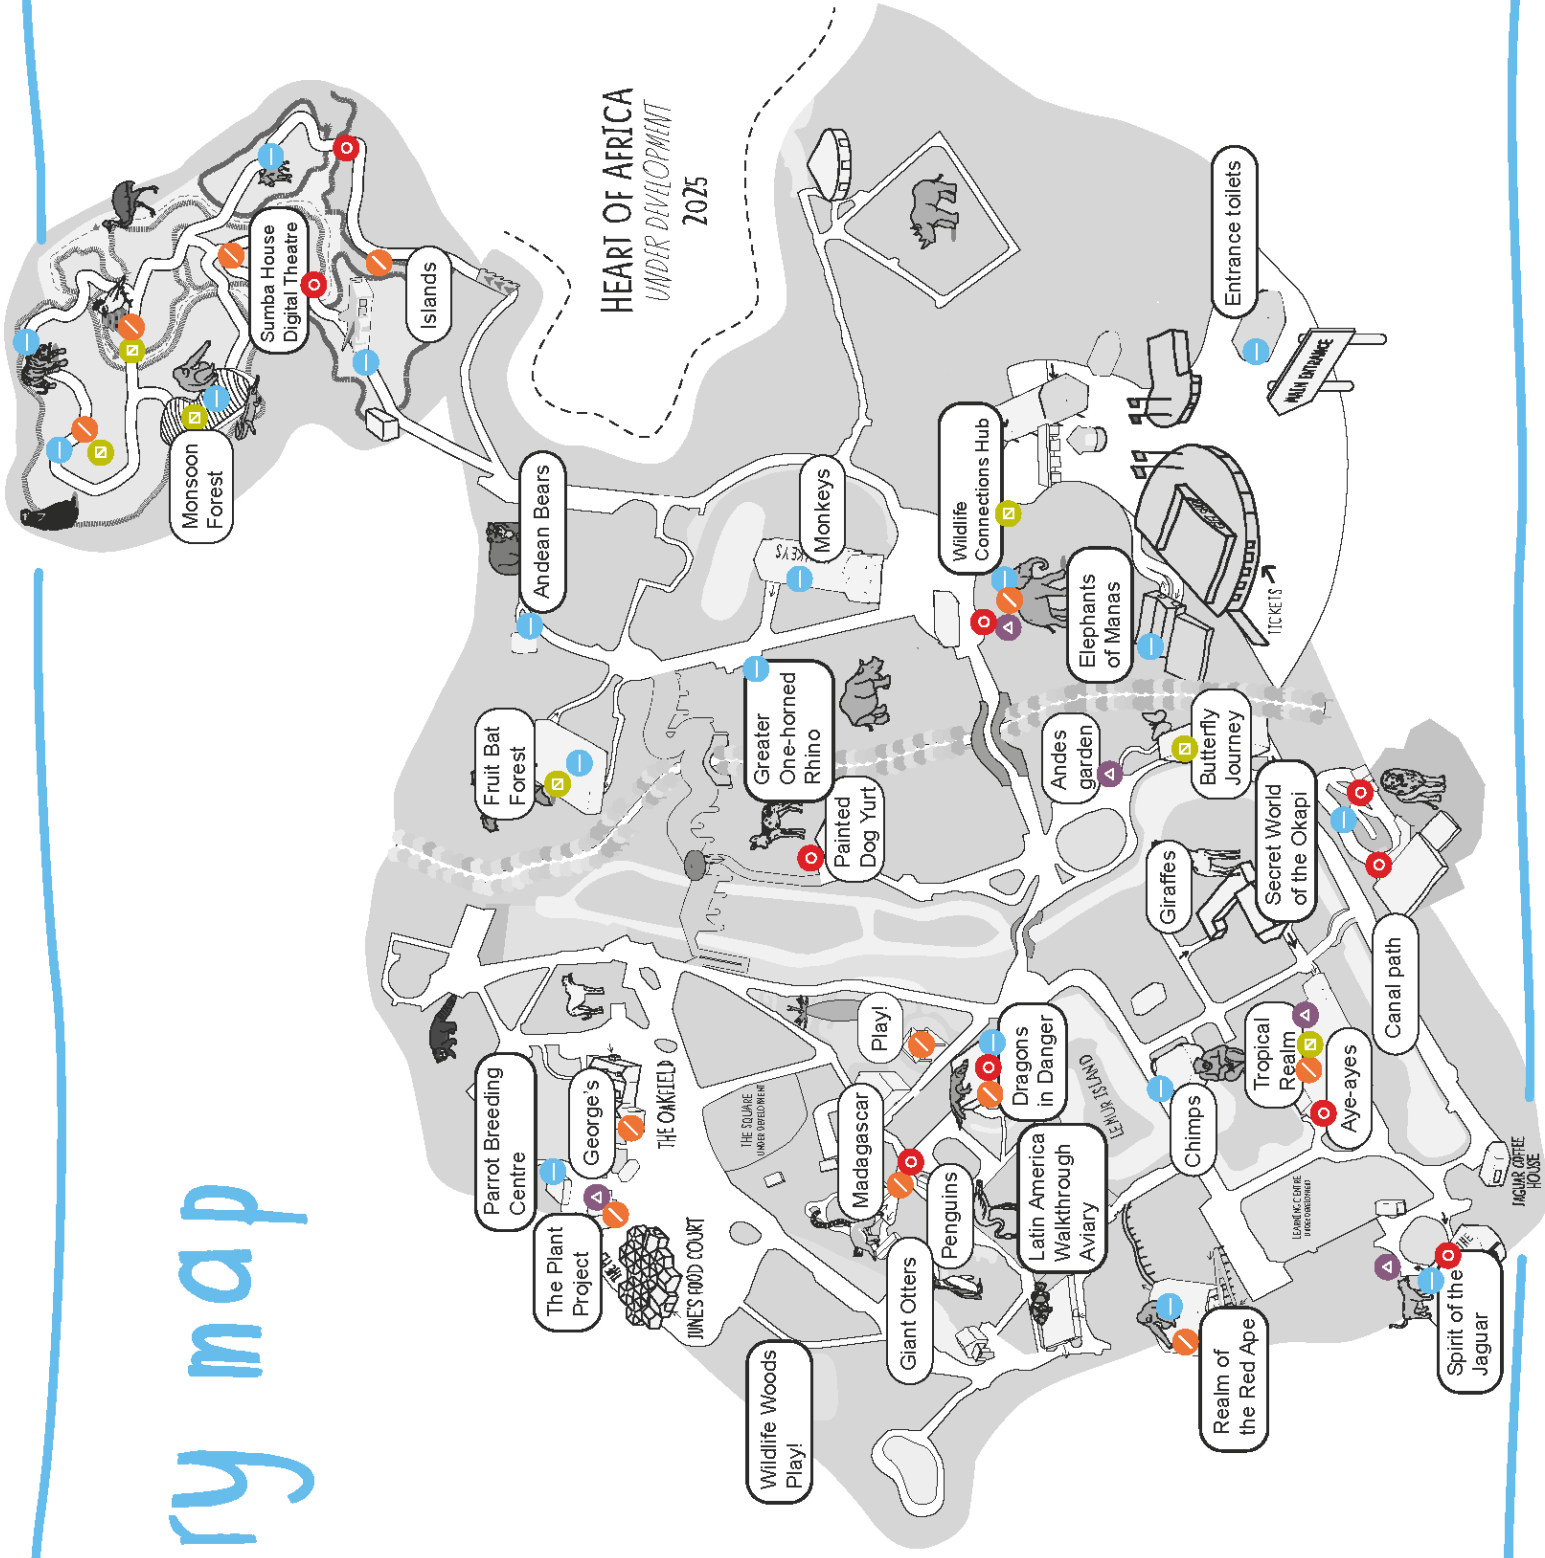 ry map
HEART OF AFRICA
UNDER DEVELOPMENT
2025
Sumba House
Digital Theatre
Islands
Monsoon
Forest
Andean Bears
Monkeys
Wildlife
Connections Hub
Entrance toilets
MAIN ENTRANCE
Elephants
of Manas
TICKETS
Fruit Bat
Forest
Greater
One-horned
Rhino
Painted
Dog Yurt
Andes
garden
Butterfly
Journey
Giraffes
Secret World
of the Okapi
Canal path
Parrot Breeding
Centre
George's
THE OAKFIELD
The Plant
Project
JUNE'S FOOD COURT
THE SQUARE
UNDER DEVELOPMENT
Play!
Madagascar
Dragons
in Danger
LEMUR ISLAND
Penguins
Giant Otters
Latin America
Walkthrough
Aviary
Chimps
Tropical
Realm
Aye-ayes
Wildlife Woods
Play!
Realm of
the Red Ape
LEARNING CENTRE
UNDER DEVELOPMENT
JAGUAR COFFEE
HOUSE
THE
Spirit of the
Jaguar